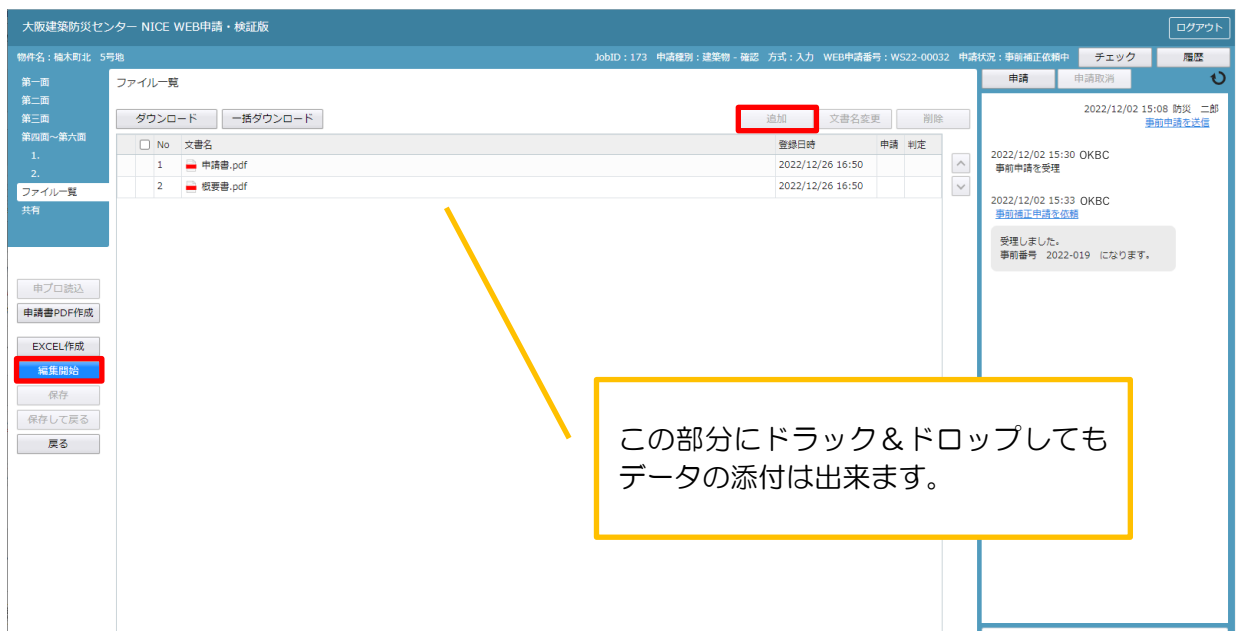 大阪建築防災センター NICE WEB申請・検証版
ログアウト
物件名:楠木町北 5号地
JobID:173 申請種別:建築物 - 確認 方式:入力 WEB申請番号:WS22-00032 申請状況:事前補正依頼中
チェック
履歴
第一面
第二面
第三面
第四面~第六面
1.
2.
ファイル一覧
共有
申プロ読込
申請書PDF作成
EXCEL作成
編集開始
保存
保存して戻る
戻る
ファイル一覧
ダウンロード
一括ダウンロード
追加
文書名変更
削除
No 文書名 登録日時 申請 判定
1 申請書.pdf 2022/12/26 16:50
2 概要書.pdf 2022/12/26 16:50
この部分にドラック&ドロップしても
データの添付は出来ます。
申請
申請取消
2022/12/02 15:08 防災 二郎
事前申請を送信
2022/12/02 15:30 OKBC
事前申請を受理
2022/12/02 15:33 OKBC
事前補正申請を依頼
受理しました。
事前番号 2022-019 になります。